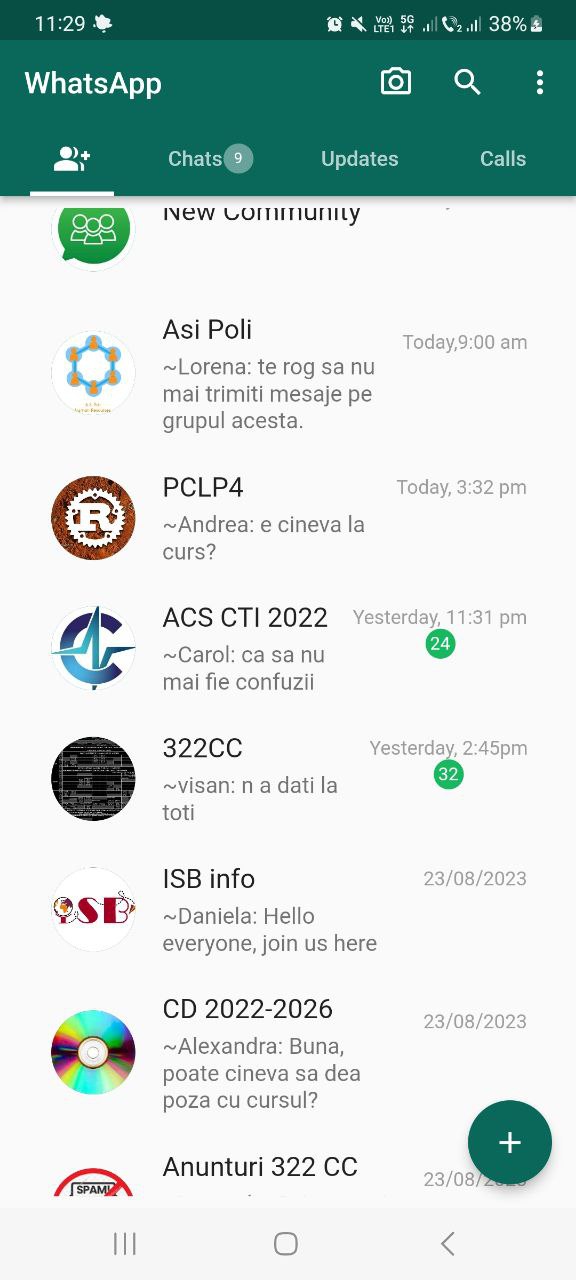 11:29
Vo)) 5G 2 38%
LTE1
WhatsApp
Chats 9 Updates Calls
New Community
Asi Poli
Today,9:00 am
~Lorena: te rog sa nu
mai trimiti mesaje pe
grupul acesta.
PCLP4
Today, 3:32 pm
~Andrea: e cineva la
curs?
ACS CTI 2022
Yesterday, 11:31 pm
24
~Carol: ca sa nu
mai fie confuzii
322CC
Yesterday, 2:45pm
32
~visan: n a dati la
toti
ISB info
23/08/2023
ISB
~Daniela: Hello
everyone, join us here
CD 2022-2026
23/08/2023
~Alexandra: Buna,
poate cineva sa dea
poza cu cursul?
Anunturi 322 CC
23/08/2023
SPAM!